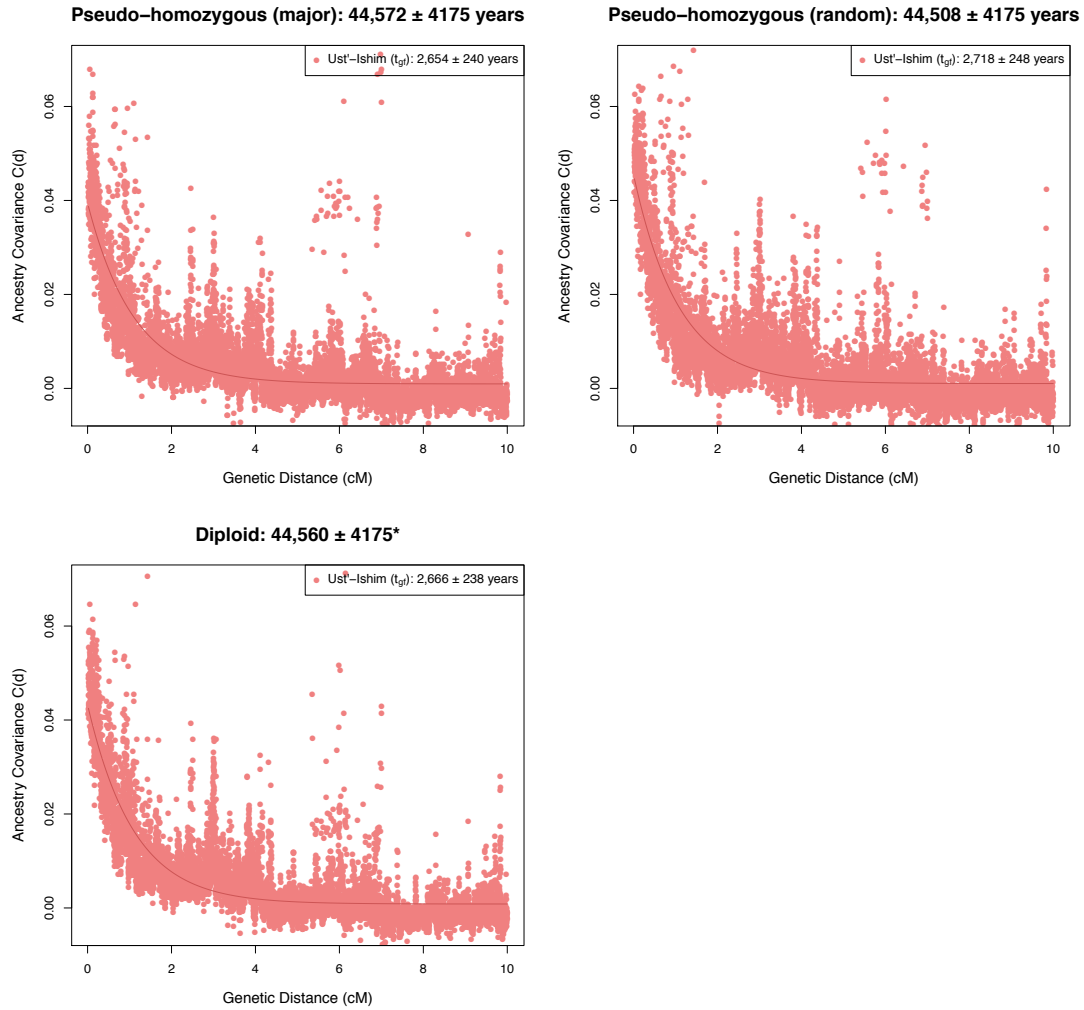 Pseudo−homozygous (major): 44,572 ± 4175 years
Ust'−Ishim (tgf): 2,654 ± 240 years
Ancestry Covariance C(d)
0.06
0.04
0.02
0.00
0 2 4 6 8 10
Genetic Distance (cM)
Pseudo−homozygous (random): 44,508 ± 4175 years
Ust'−Ishim (tgf): 2,718 ± 248 years
Ancestry Covariance C(d)
0.06
0.04
0.02
0.00
0 2 4 6 8 10
Genetic Distance (cM)
Diploid: 44,560 ± 4175*
Ust'−Ishim (tgf): 2,666 ± 238 years
Ancestry Covariance C(d)
0.06
0.04
0.02
0.00
0 2 4 6 8 10
Genetic Distance (cM)